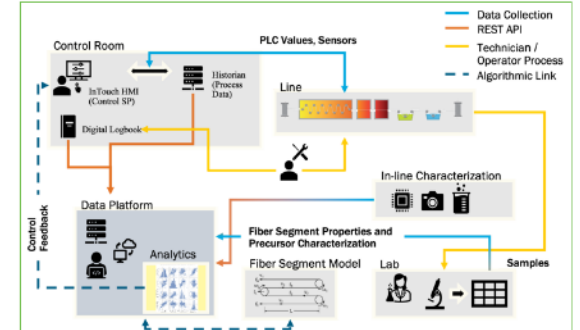 Data Collection
REST API
Technician /
Operator Process
Algorithmic Link
Control Room
PLC Values, Sensors
InTouch HMI
(Control SP)
Historian
(Process
Data)
Line
Digital Logbook
In-line Characterization
Data Platform
Control
Feedback
Fiber Segment Properties and
Precursor Characterization
Analytics
Fiber Segment Model
Lab
Samples